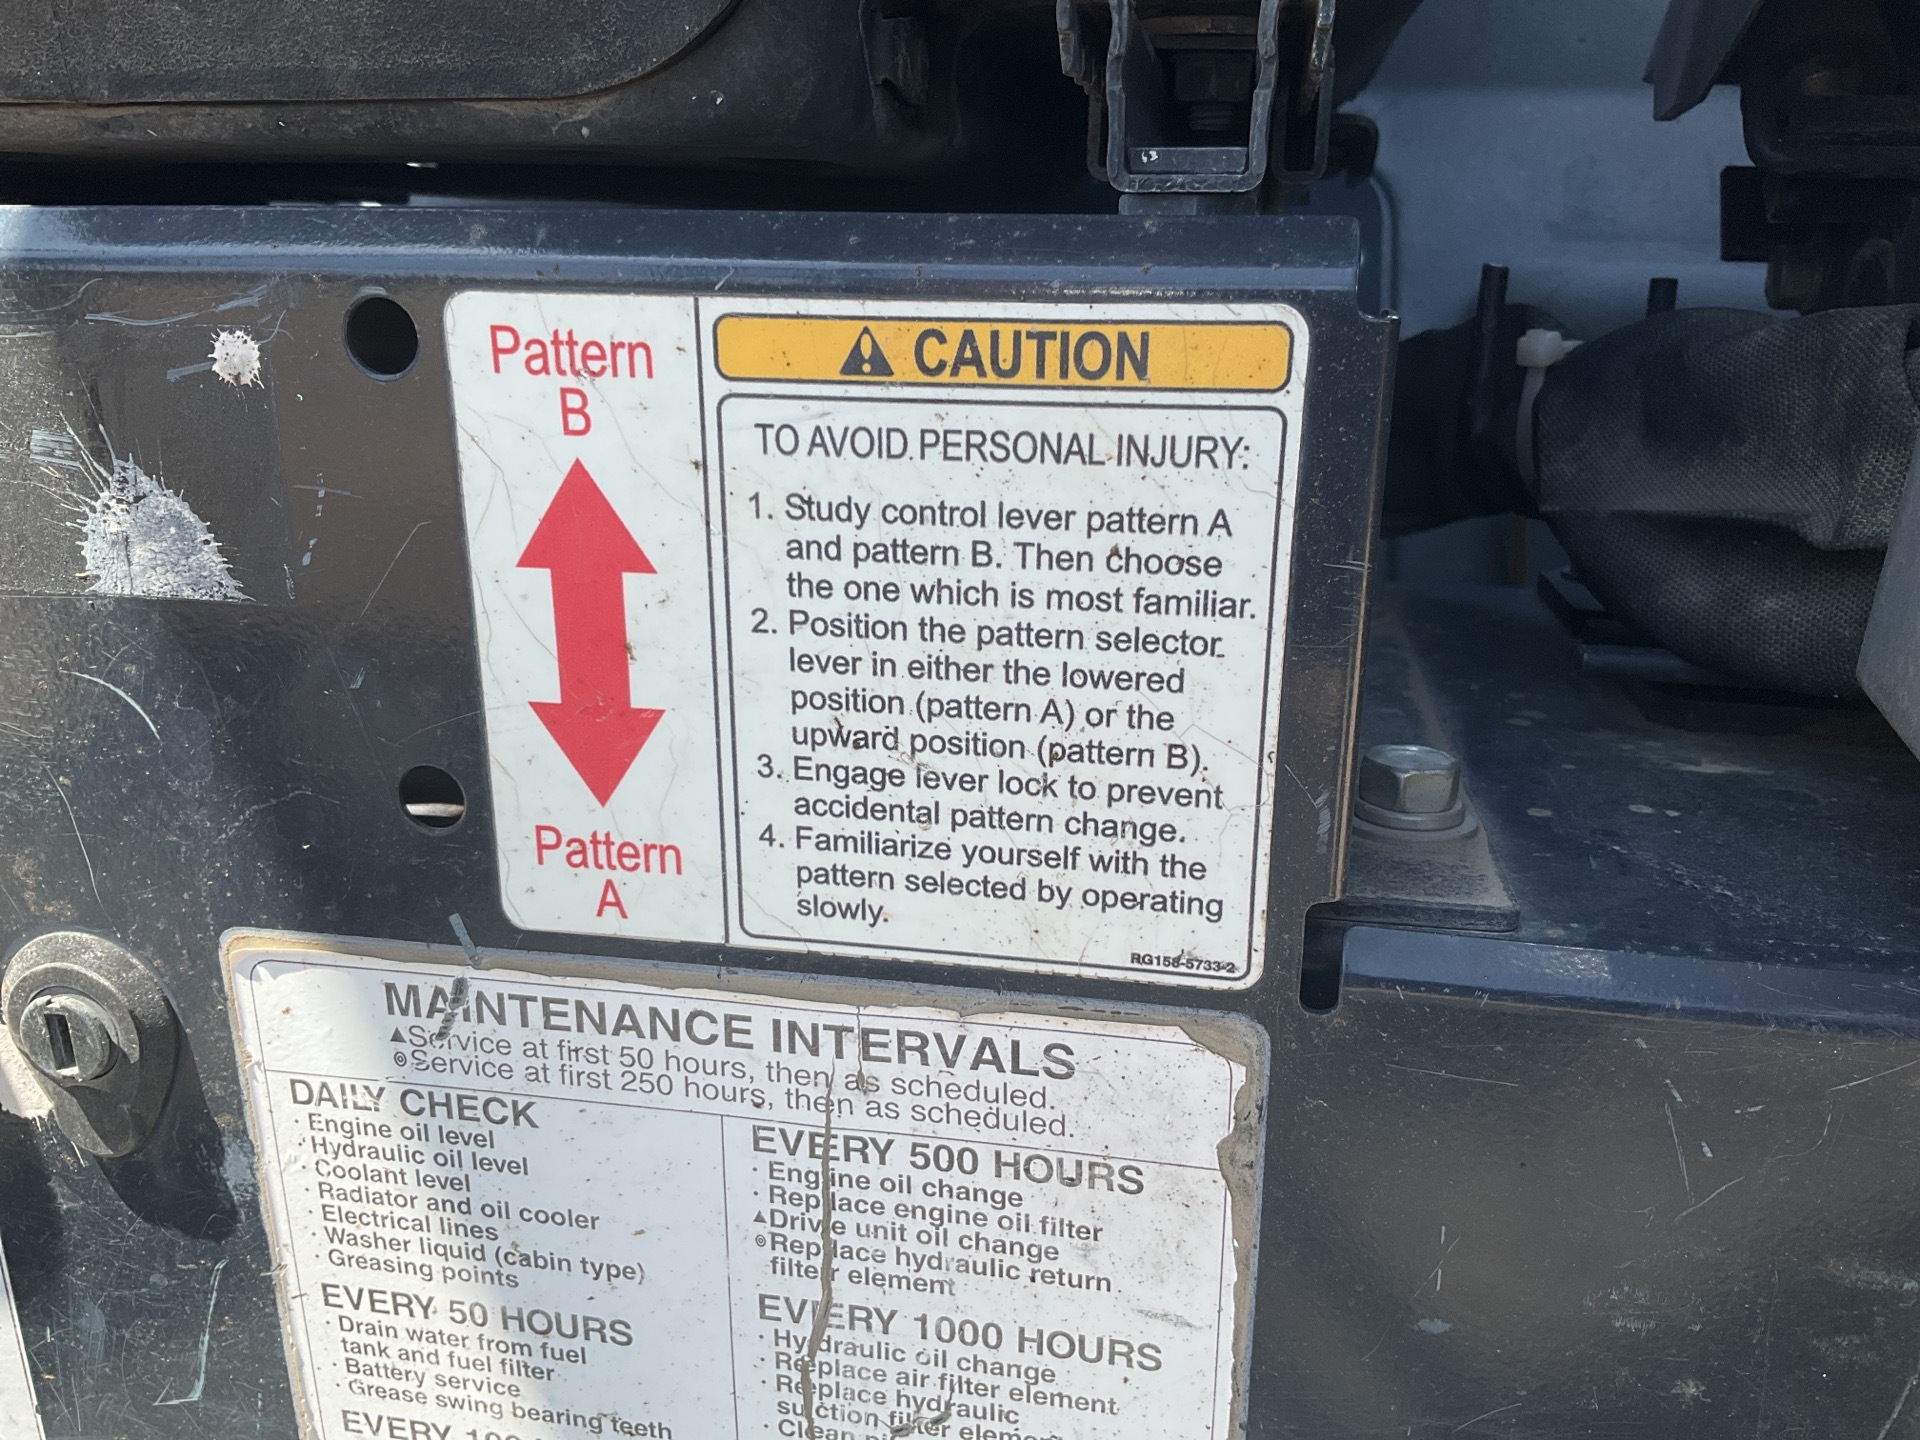 Pattern
B
Pattern
A
CAUTION
TO AVOID PERSONAL INJURY:
1. Study control lever pattern A
and pattern B. Then choose
the one which is most familiar.
2. Position the pattern selector
lever in either the lowered
position (pattern A) or the
upward position (pattern B).
3. Engage lever lock to prevent
accidental pattern change.
4. Familiarize yourself with the
pattern selected by operating
slowly.
RG158-5733-2
MAINTENANCE INTERVALS
▲Service at first 50 hours, then as scheduled.
◎Service at first 250 hours, then as scheduled.
DAILY CHECK
· Engine oil level
· Hydraulic oil level
· Coolant level
· Radiator and oil cooler
· Electrical lines
· Washer liquid (cabin type)
· Greasing points
EVERY 50 HOURS
· Drain water from fuel
tank and fuel filter
· Battery service
· Grease swing bearing teeth
EVERY
EVERY 500 HOURS
· Engine oil change
· Replace engine oil filter
▲Drive unit oil change
◎Replace hydraulic return
filter element
EVERY 1000 HOURS
· Hydraulic oil change
· Replace air filter element
· Replace hydraulic
suction filter
· Clean